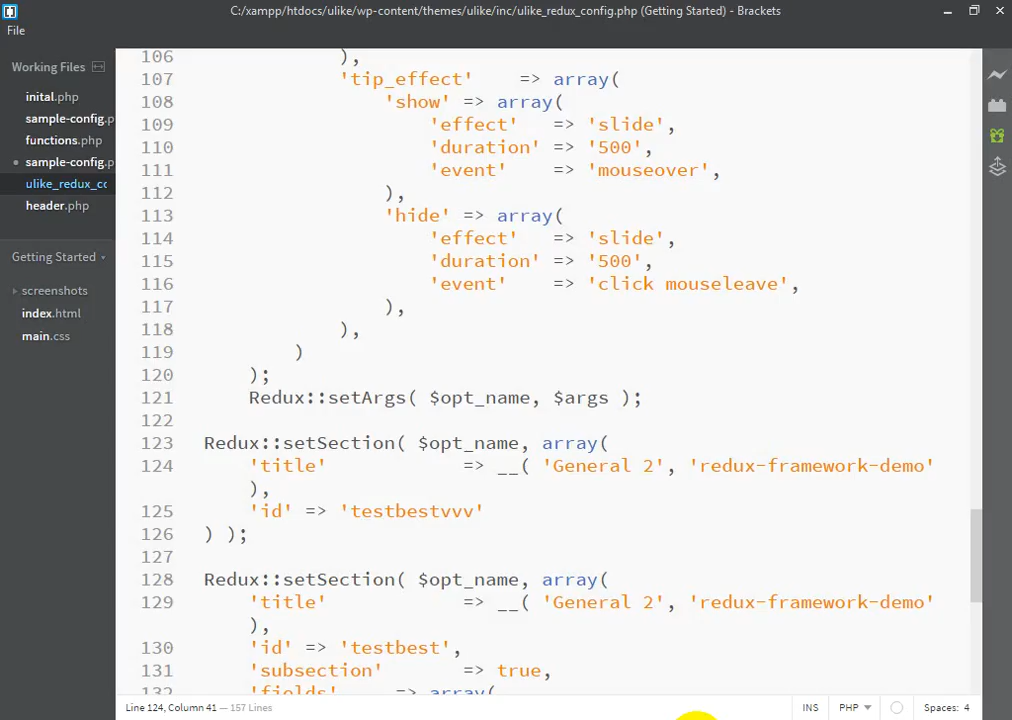 C:/xampp/htdocs/ulike/wp-content/themes/ulike/inc/ulike_redux_config.php (Getting Started) - Brackets
File
Working Files
inital.php
sample-config.p
functions.php
sample-config.p
ulike_redux_cc
header.php
Getting Started
screenshots
index.html
main.css
106 ),
107 'tip_effect' => array(
108 'show' => array(
109 'effect' => 'slide',
110 'duration' => '500',
111 'event' => 'mouseover',
112 ),
113 'hide' => array(
114 'effect' => 'slide',
115 'duration' => '500',
116 'event' => 'click mouseleave',
117 ),
118 ),
119 )
120 );
121 Redux::setArgs( $opt_name, $args );
122
123 Redux::setSection( $opt_name, array(
124 'title' => __( 'General 2', 'redux-framework-demo'
),
125 'id' => 'testbestvvv'
126 ) );
127
128 Redux::setSection( $opt_name, array(
129 'title' => __( 'General 2', 'redux-framework-demo'
),
130 'id' => 'testbest',
131 'subsection' => true,
132 'fields' => array(
Line 124, Column 41 — 157 Lines
INS
PHP
Spaces: 4